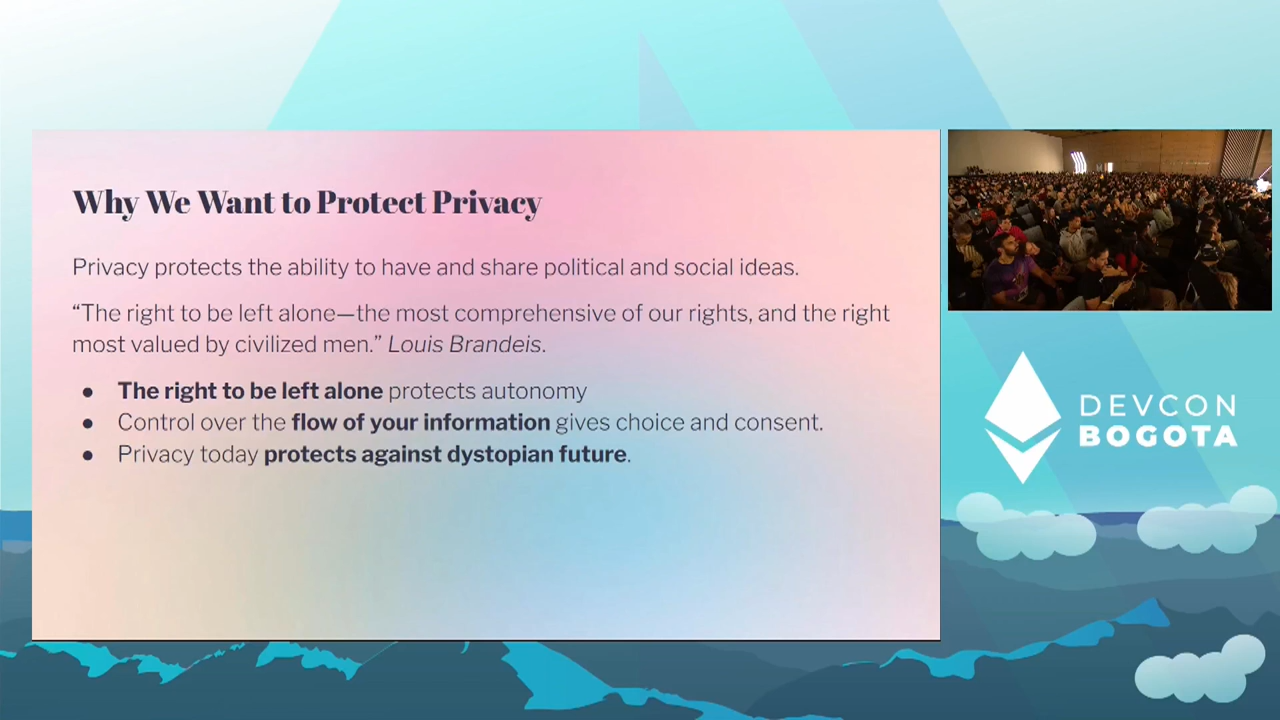 Why We Want to Protect Privacy
Privacy protects the ability to have and share political and social ideas.
“The right to be left alone—the most comprehensive of our rights, and the right
most valued by civilized men.” Louis Brandeis.
● The right to be left alone protects autonomy
● Control over the flow of your information gives choice and consent.
● Privacy today protects against dystopian future.
DEVCON
BOGOTA